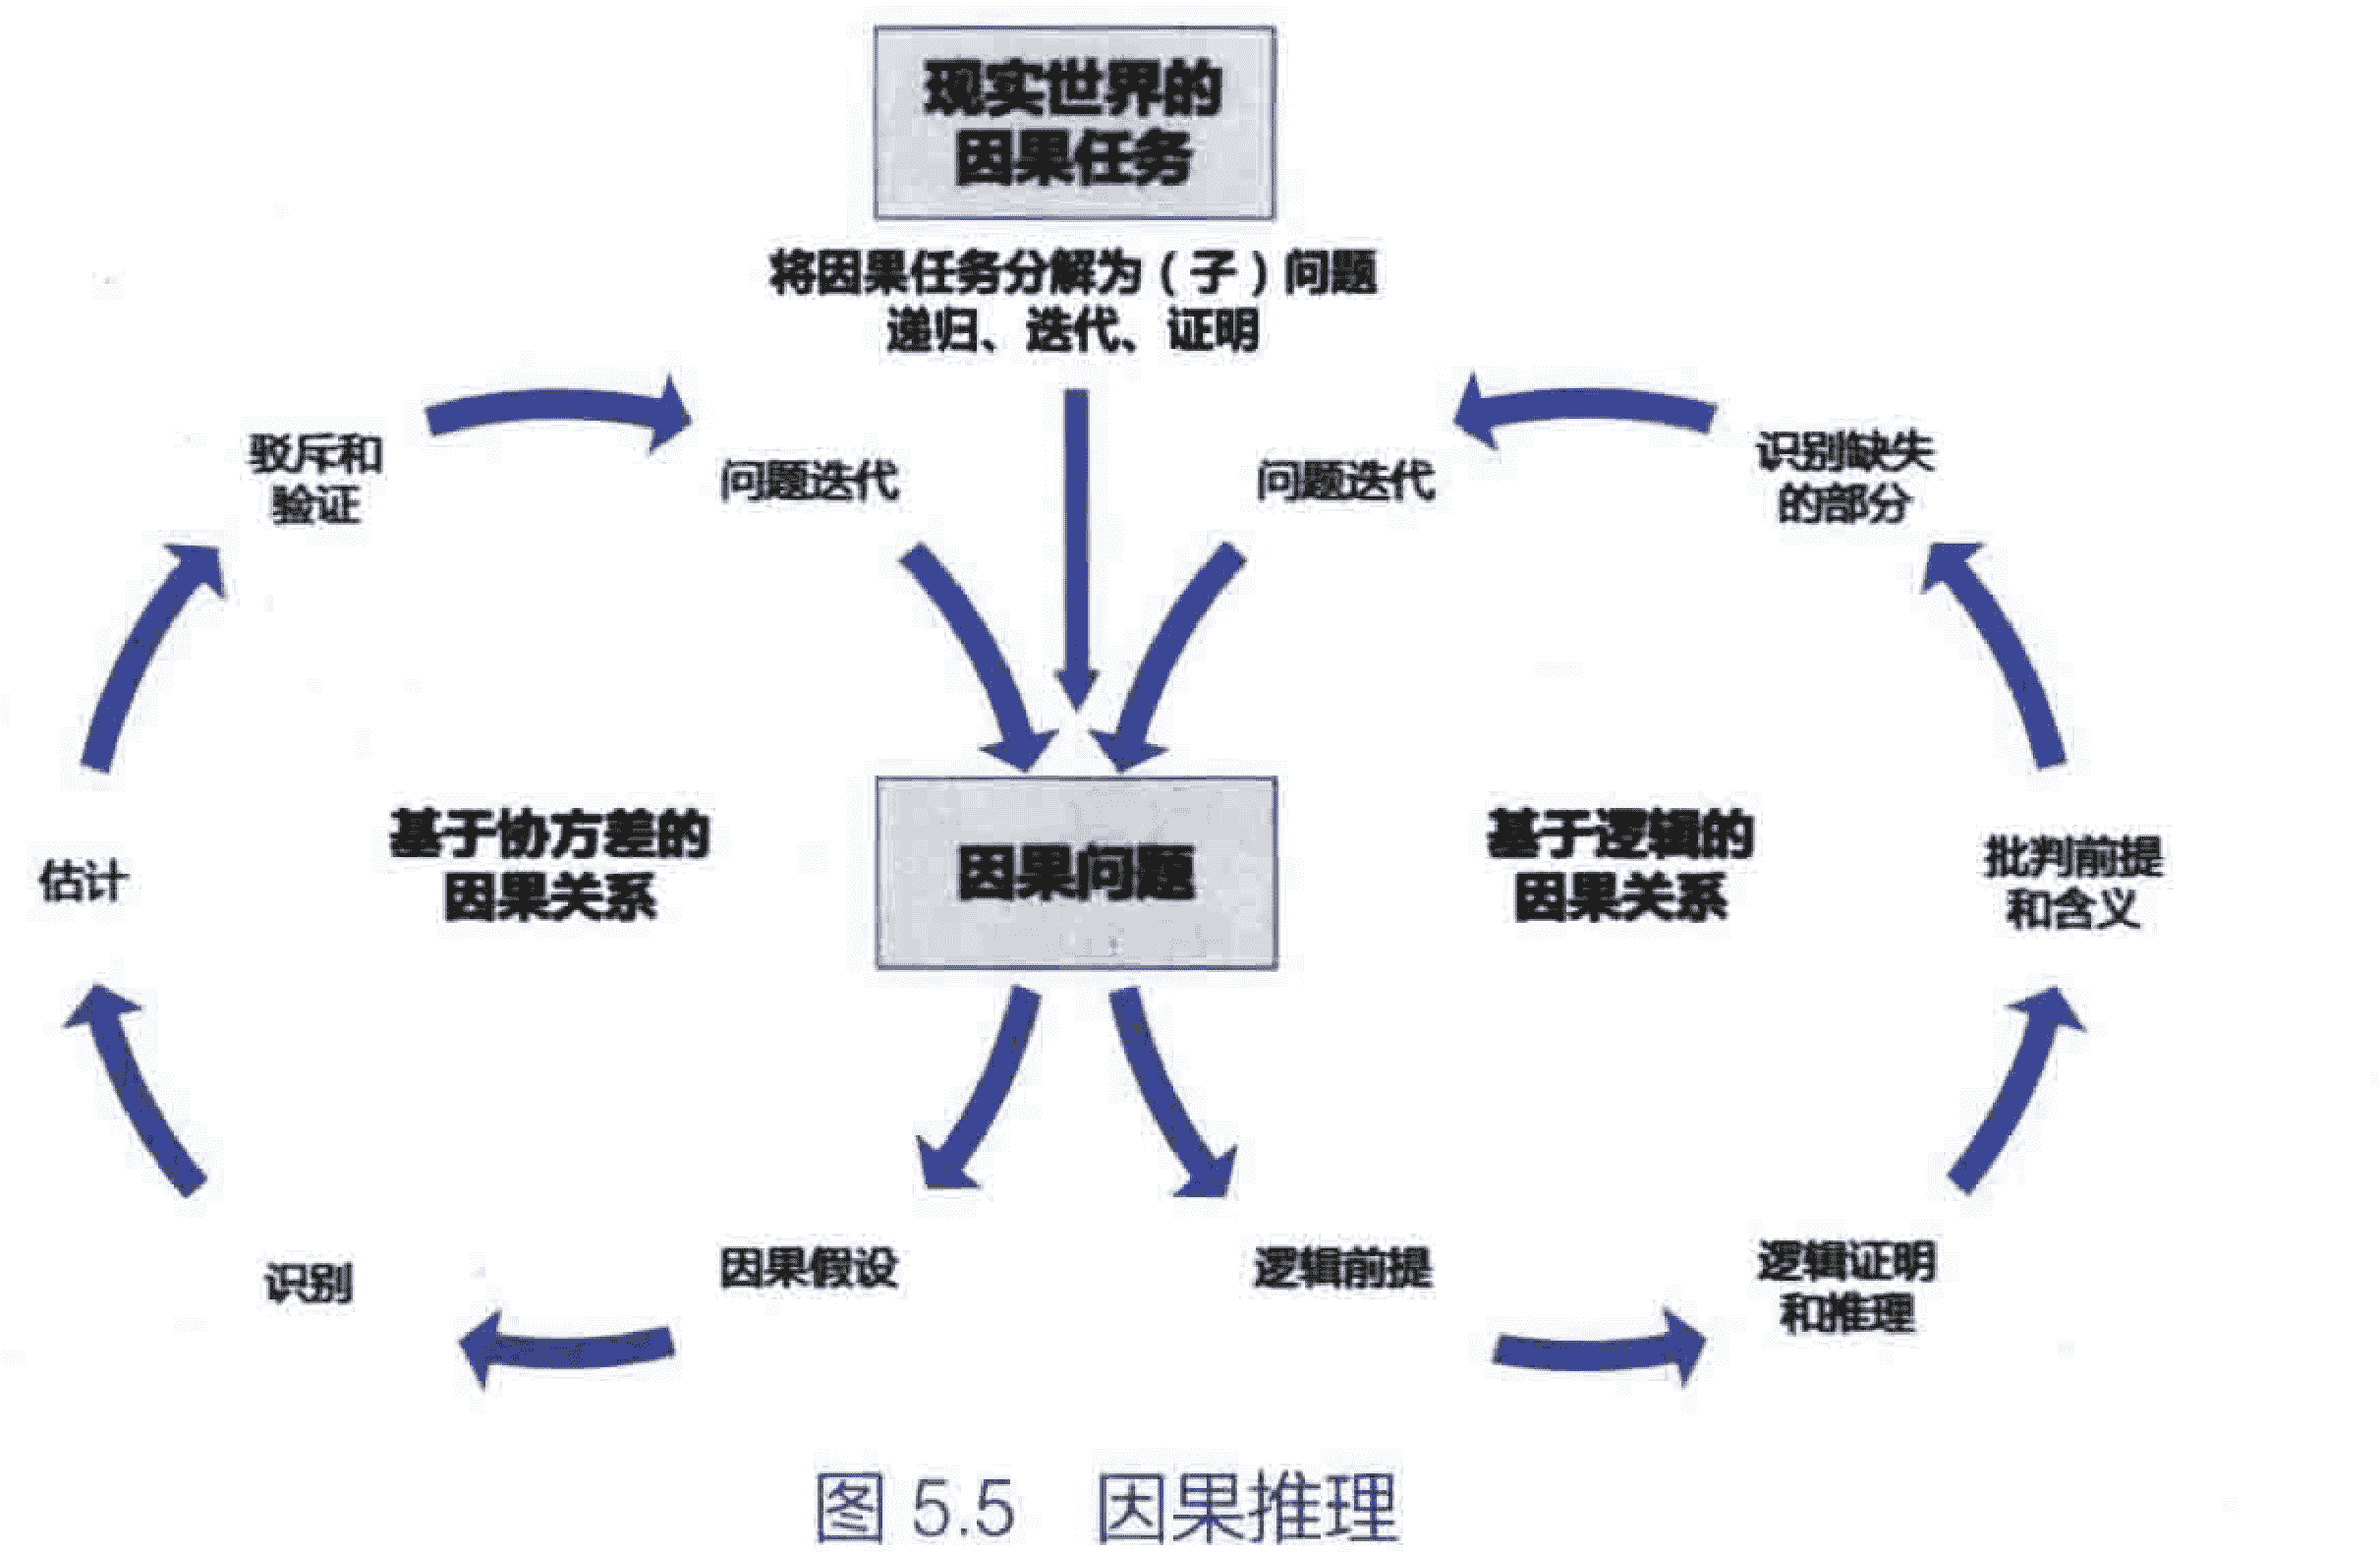 现实世界的
因果任务
将因果任务分解为（子）问题
递归、迭代、证明
驳斥和
验证
问题迭代
问题迭代
识别缺失
的部分
基于协方差的
因果关系
因果问题
基于逻辑的
因果关系
估计
批判前提
和含义
识别
因果假设
逻辑前提
逻辑证明
和推理
图 5.5 因果推理